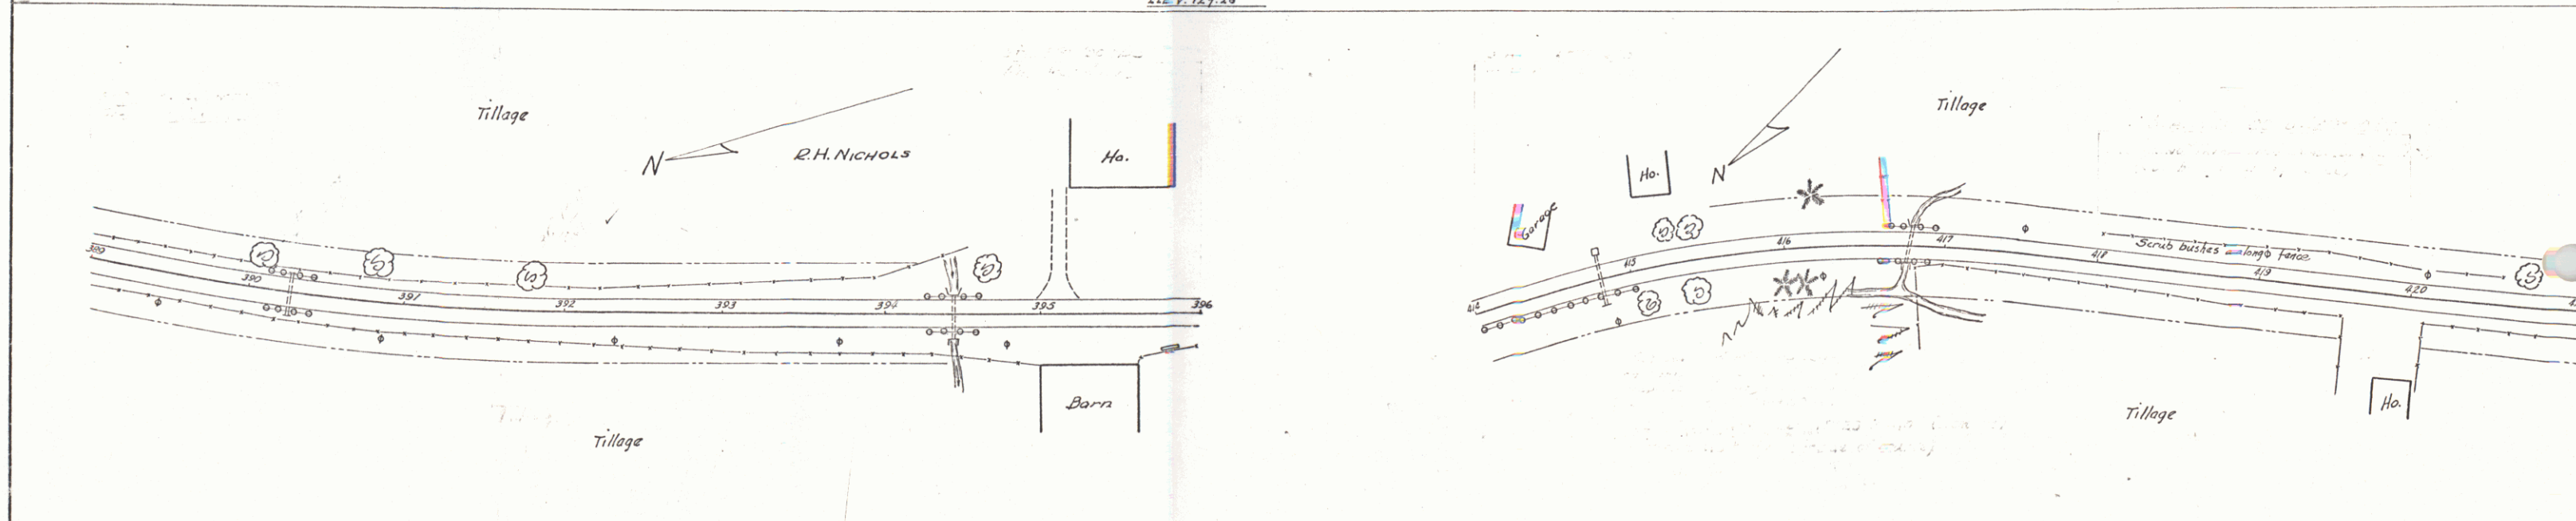 Tillage
N
R.H. NICHOLS
Ho.
389
390
391
392
393
394
395
396
Barn
Tillage
Tillage
N
Ho.
Garage
414
415
416
417
418
419
420
Scrub bushes along fence
Ho.
Tillage